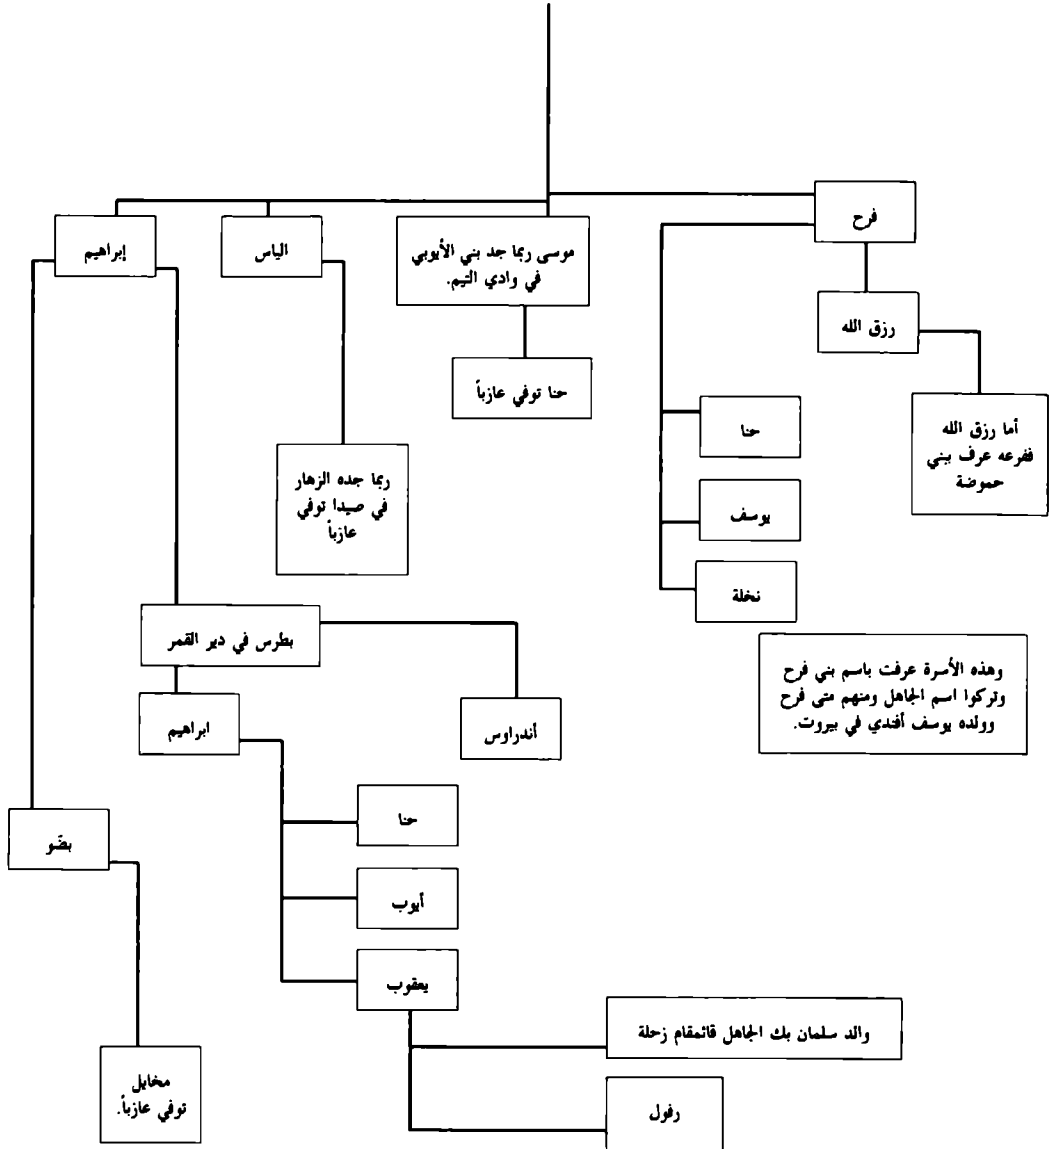 فرح
موسى ربما جد بني الأيوبي
في وادي التيم.
الياس
إبراهيم
رزق الله
حنا توفي عازباً
أما رزق الله
ففرعه عرف ببني
حموضة
حنا
يوسف
نخلة
ربما جده الزهار
في صيدا توفي
عازباً
وهذه الأسرة عرفت باسم بني فرح
وتركوا اسم الجاهل ومنهم متى فرح
وولده يوسف أفندي في بيروت.
بطرس في دير القمر
أندراوس
ابراهيم
حنا
أيوب
يعقوب
بضّو
والد سلمان بك الجاهل قائمقام زحلة
رفول
مخايل
توفي عازباً.